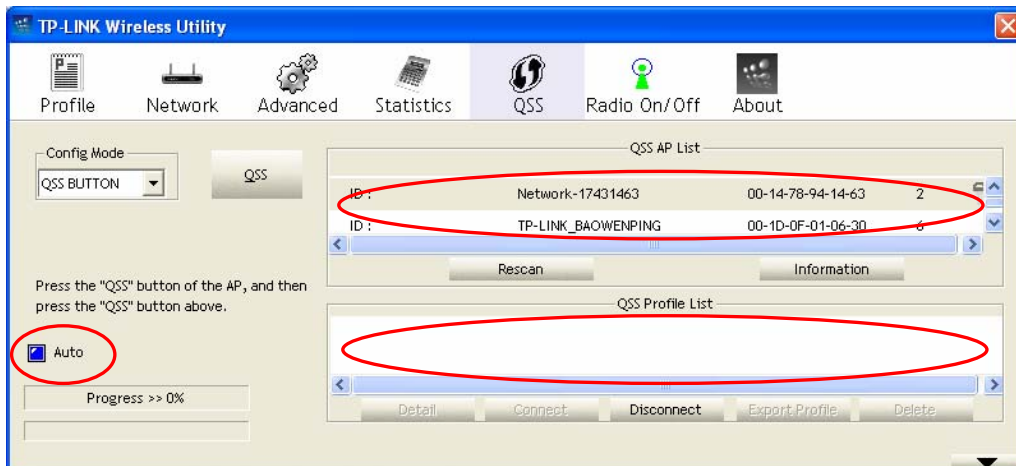 TP-LINK Wireless Utility
Profile Network Advanced Statistics QSS Radio On/Off About
Config Mode
QSS BUTTON
QSS
QSS AP List
ID : Network-17431463 00-14-78-94-14-63 2
ID : TP-LINK_BAOWENPING 00-1D-0F-01-06-30 6
Rescan Information
Press the "QSS" button of the AP, and then
press the "QSS" button above.
Auto
Progress >> 0%
QSS Profile List
Detail Connect Disconnect Export Profile Delete